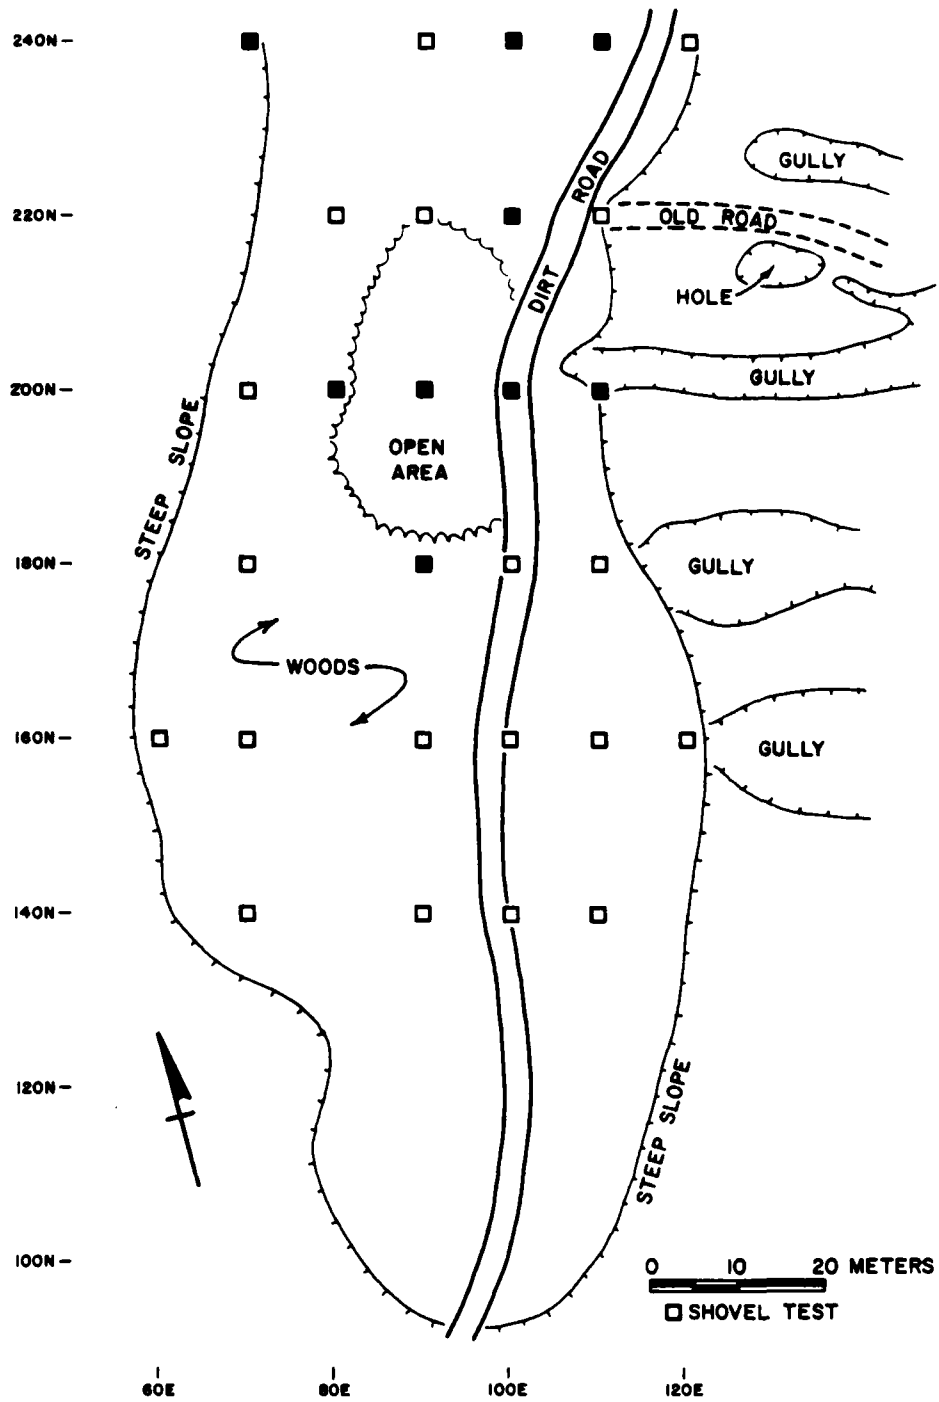 240N
GULLY
ROAD
220N
OLD ROAD
DIRT
HOLE
200N
GULLY
STEEP SLOPE
OPEN
AREA
180N
GULLY
WOODS
160N
GULLY
140N
120N
STEEP SLOPE
100N
0 10 20 METERS
SHOVEL TEST
60E 80E 100E 120E